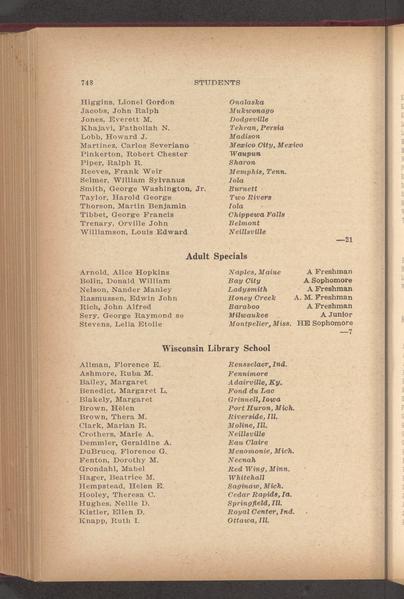 748 STUDENTS
Higgins, Lionel Gordon Onalaska
Jacobs, John Ralph Mukwonago
Jones, Everett M. Dodgeville
Khajavi, Fathollah N. Tehran, Persia
Lobb, Howard J. Madison
Martinez, Carlos Severiano Mexico City, Mexico
Pinkerton, Robert Chester Waupun
Piper, Ralph R. Sharon
Reeves, Frank Weir Memphis, Tenn.
Selmer, William Sylvanus Iola
Smith, George Washington, Jr. Burnett
Taylor, Harold George Two Rivers
Thorson, Martin Benjamin Iola
Tibbet, George Francis Chippewa Falls
Trenary, Orville John Belmont
Williamson, Louis Edward Neillsville
—21
Adult Specials
Arnold, Alice Hopkins Naples, Maine A Freshman
Bolin, Donald William Bay City A Sophomore
Nelson, Nander Manley Ladysmith A Freshman
Rasmussen, Edwin John Honey Creek A. M. Freshman
Rich, John Alfred Baraboo A Freshman
Sery, George Raymond se Milwaukee A Junior
Stevens, Lelia Etoile Montpelier, Miss. HE Sophomore
—7
Wisconsin Library School
Allman, Florence E. Rensselaer, Ind.
Ashmore, Ruba M. Fennimore
Bailey, Margaret Adairville, Ky.
Benedict, Margaret L. Fond du Lac
Blakely, Margaret Grinnell, Iowa
Brown, Helen Port Huron, Mich.
Brown, Thera M. Riverside, Ill.
Clark, Marian R. Moline, Ill.
Crothers, Marie A. Neillsville
Demmler, Geraldine A. Eau Claire
DuBrucq, Florence G. Menomonie, Mich.
Fenton, Dorothy M. Neenah
Grondahl, Mabel Red Wing, Minn.
Hager, Beatrice M. Whitehall
Hempstead, Helen E. Saginaw, Mich.
Hooley, Theresa C. Cedar Rapids, Ia.
Hughes, Nellie D. Springfield, Ill.
Kistler, Ellen D. Royal Center, Ind.
Knapp, Ruth I. Ottawa, Ill.